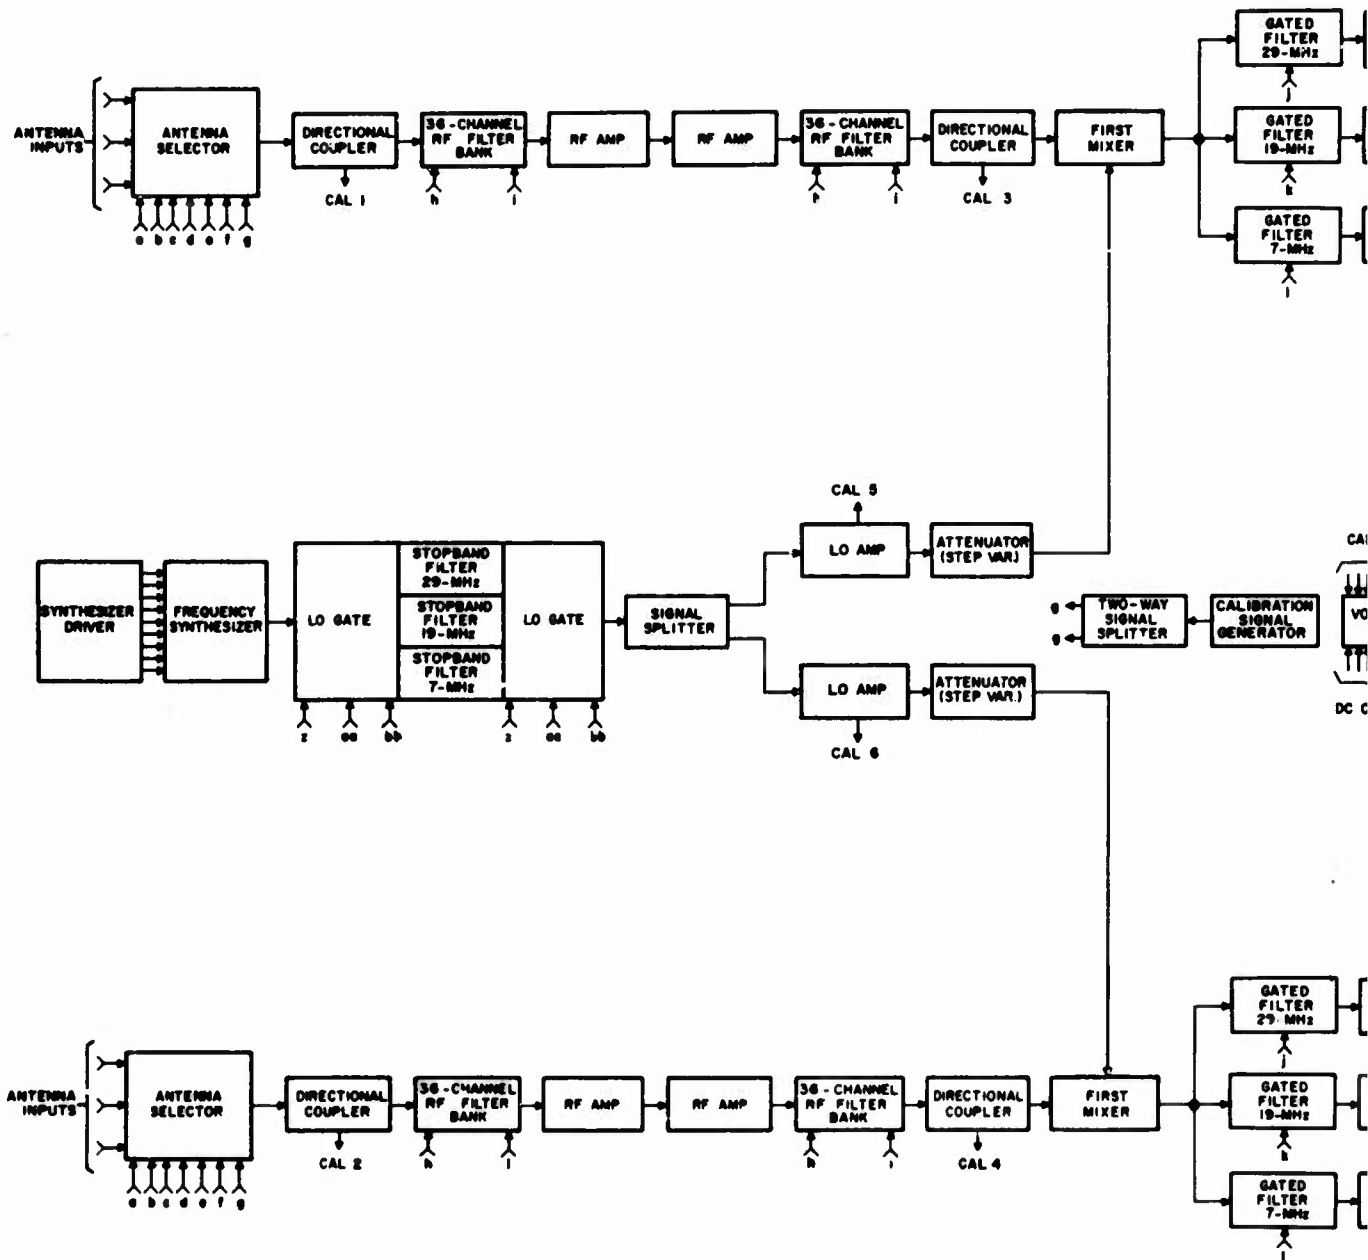 GATED
FILTER
29-MHz
j
ANTENNA
INPUTS
ANTENNA
SELECTOR
DIRECTIONAL
COUPLER
36-CHANNEL
RF FILTER
BANK
RF AMP
RF AMP
36-CHANNEL
RF FILTER
BANK
DIRECTIONAL
COUPLER
FIRST
MIXER
GATED
FILTER
19-MHz
k
CAL 1
h
i
h
i
CAL 3
a b c d e f g
GATED
FILTER
7-MHz
l
CAL 5
LO AMP
ATTENUATOR
(STEP VAR.)
SYNTHESIZER
DRIVER
FREQUENCY
SYNTHESIZER
LO GATE
STOPBAND
FILTER
29-MHz
STOPBAND
FILTER
19-MHz
STOPBAND
FILTER
7-MHz
LO GATE
SIGNAL
SPLITTER
g
g
TWO-WAY
SIGNAL
SPLITTER
CALIBRATION
SIGNAL
GENERATOR
CAL
VO
DC C
LO AMP
ATTENUATOR
(STEP VAR.)
z aa bb
z aa bb
CAL 6
GATED
FILTER
29-MHz
j
ANTENNA
INPUTS
ANTENNA
SELECTOR
DIRECTIONAL
COUPLER
36-CHANNEL
RF FILTER
BANK
RF AMP
RF AMP
36-CHANNEL
RF FILTER
BANK
DIRECTIONAL
COUPLER
FIRST
MIXER
GATED
FILTER
19-MHz
k
CAL 2
h
i
h
i
CAL 4
a b c d e f g
GATED
FILTER
7-MHz
l